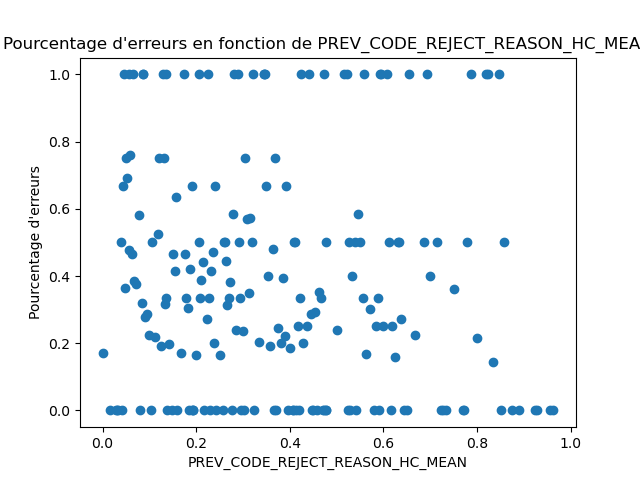 Pourcentage d'erreurs en fonction de PREV_CODE_REJECT_REASON_HC_MEA
1.0
0.8
0.6
0.4
0.2
0.0
Pourcentage d'erreurs
0.0 0.2 0.4 0.6 0.8 1.0
PREV_CODE_REJECT_REASON_HC_MEAN